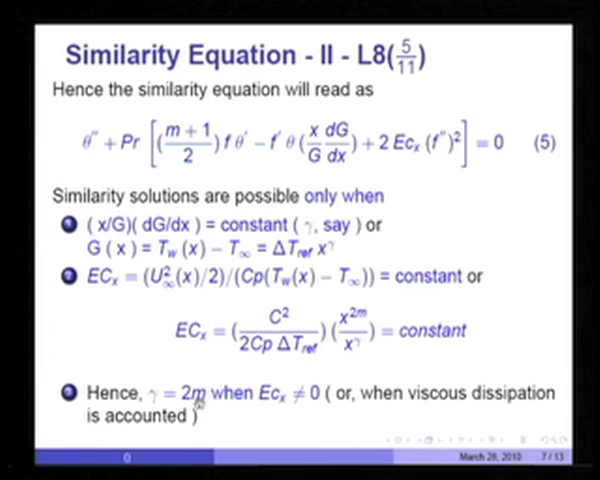 Similarity Equation - II - L8(5/11)
Hence the similarity equation will read as
θ'' + Pr [(m + 1 / 2) f θ' − f' θ (x/G dG/dx) + 2 Ec_x (f'')²] = 0 (5)
Similarity solutions are possible only when
1 ( x/G)( dG/dx ) = constant ( γ, say ) or
G ( x ) = T_w (x) − T_∞ = ΔT_ref x^γ
2 EC_x = (U²_∞(x)/2)/(Cp(T_w(x) − T_∞)) = constant or
EC_x = (C² / 2Cp ΔT_ref) (x^2m / x^γ) = constant
3 Hence, γ = 2m when Ec_x ≠ 0 ( or, when viscous dissipation
is accounted )
() March 28, 2010 7 / 13